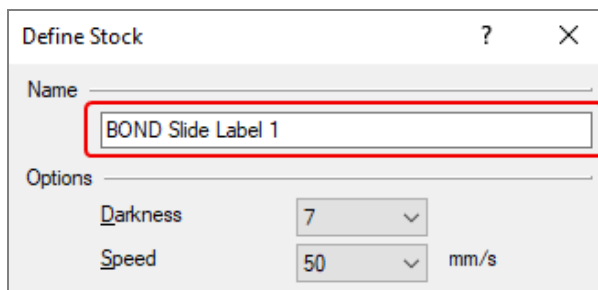 Define Stock ?
Name
BOND Slide Label 1
Options
Darkness 7
Speed 50 mm/s